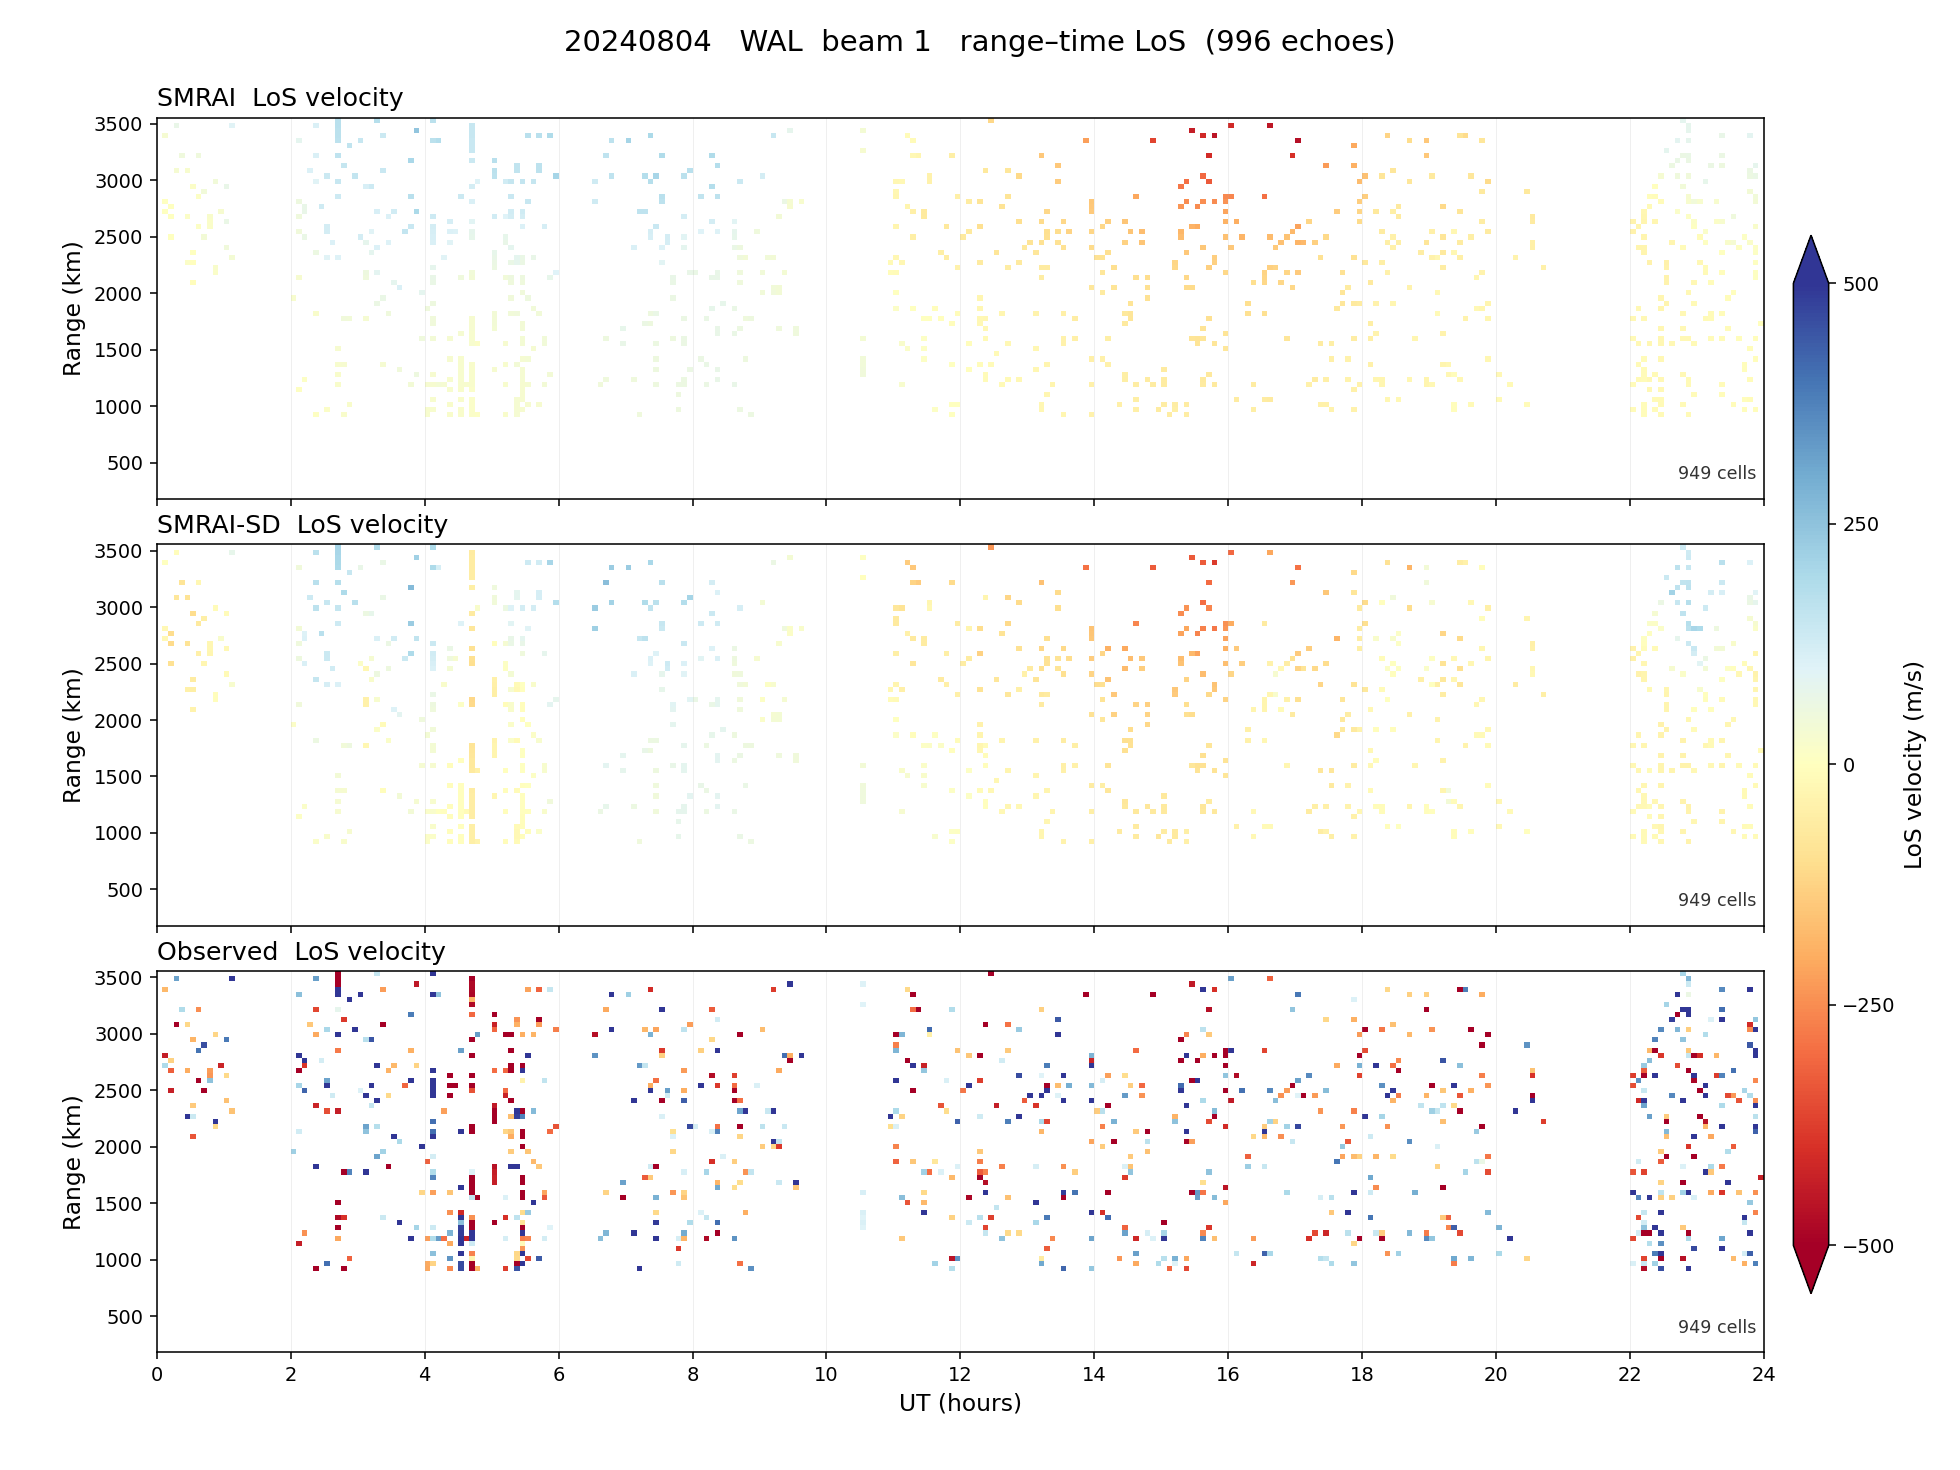 20240804   WAL  beam 1   range–time LoS  (996 echoes)
SMRAI  LoS velocity
3500
3000
2500
2000
1500
1000
500
Range (km)
949 cells
SMRAI-SD  LoS velocity
3500
3000
2500
2000
1500
1000
500
Range (km)
949 cells
Observed  LoS velocity
3500
3000
2500
2000
1500
1000
500
Range (km)
949 cells
0 2 4 6 8 10 12 14 16 18 20 22 24
UT (hours)
500
250
0
−250
−500
LoS velocity (m/s)